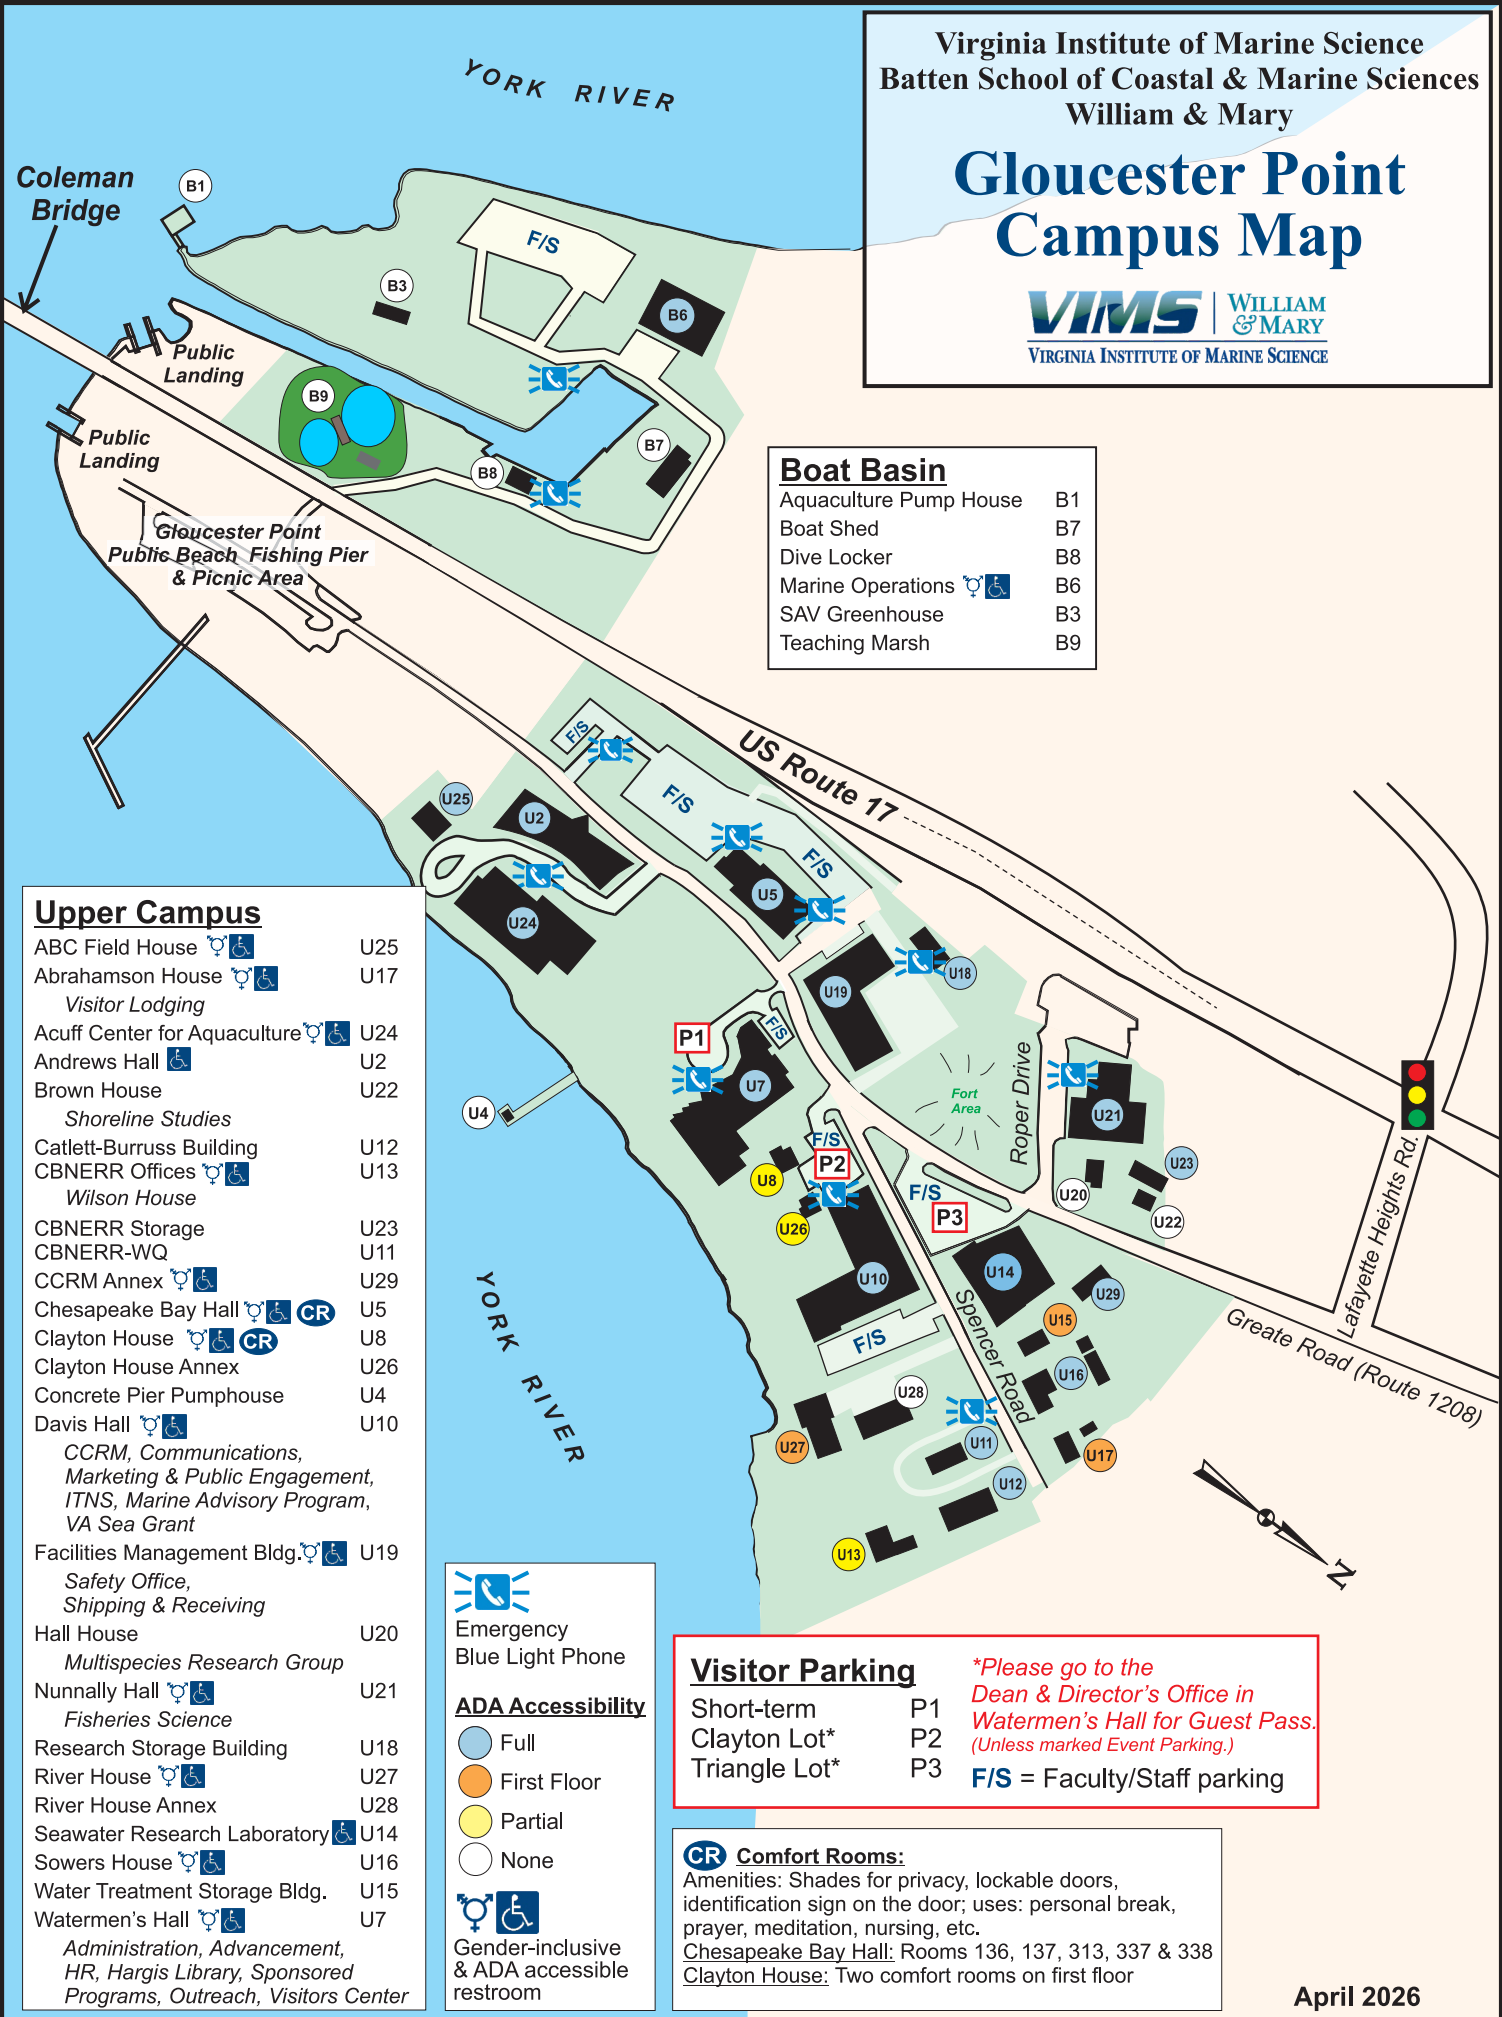 Virginia Institute of Marine Science
Batten School of Coastal & Marine Sciences
William & Mary
Gloucester Point
Campus Map
VIMS | WILLIAM
& MARY
VIRGINIA INSTITUTE OF MARINE SCIENCE
YORK RIVER
Coleman
Bridge
B1
F/S
B3
B6
Public
Landing
B9
Public
Landing
B7
B8
Gloucester Point
Public Beach Fishing Pier
& Picnic Area
Boat Basin
Aquaculture Pump House B1
Boat Shed B7
Dive Locker B8
Marine Operations B6
SAV Greenhouse B3
Teaching Marsh B9
F/S
US Route 17
F/S
U25
U2
F/S
U5
U24
U18
U19
F/S
P1
U7
Fort
Area
Roper Drive
U21
U4
F/S
P2
U8
U23
F/S
U20
P3
U26
U22
Lafayette Heights Rd.
U14
U10
U29
Spencer Road
U15
F/S
Greate Road (Route 1208)
YORK RIVER
U16
U28
U27
U11
U17
U12
U13
N
Upper Campus
ABC Field House U25
Abrahamson House U17
Visitor Lodging
Acuff Center for Aquaculture U24
Andrews Hall U2
Brown House U22
Shoreline Studies
Catlett-Burruss Building U12
CBNERR Offices U13
Wilson House
CBNERR Storage U23
CBNERR-WQ U11
CCRM Annex U29
Chesapeake Bay Hall CR U5
Clayton House CR U8
Clayton House Annex U26
Concrete Pier Pumphouse U4
Davis Hall U10
CCRM, Communications,
Marketing & Public Engagement,
ITNS, Marine Advisory Program,
VA Sea Grant
Facilities Management Bldg. U19
Safety Office,
Shipping & Receiving
Hall House U20
Multispecies Research Group
Nunnally Hall U21
Fisheries Science
Research Storage Building U18
River House U27
River House Annex U28
Seawater Research Laboratory U14
Sowers House U16
Water Treatment Storage Bldg. U15
Watermen's Hall U7
Administration, Advancement,
HR, Hargis Library, Sponsored
Programs, Outreach, Visitors Center
Emergency
Blue Light Phone
ADA Accessibility
Full
First Floor
Partial
None
Gender-inclusive
& ADA accessible
restroom
Visitor Parking
Short-term P1
Clayton Lot* P2
Triangle Lot* P3
*Please go to the
Dean & Director's Office in
Watermen's Hall for Guest Pass.
(Unless marked Event Parking.)
F/S = Faculty/Staff parking
CR Comfort Rooms:
Amenities: Shades for privacy, lockable doors,
identification sign on the door; uses: personal break,
prayer, meditation, nursing, etc.
Chesapeake Bay Hall: Rooms 136, 137, 313, 337 & 338
Clayton House: Two comfort rooms on first floor
April 2026